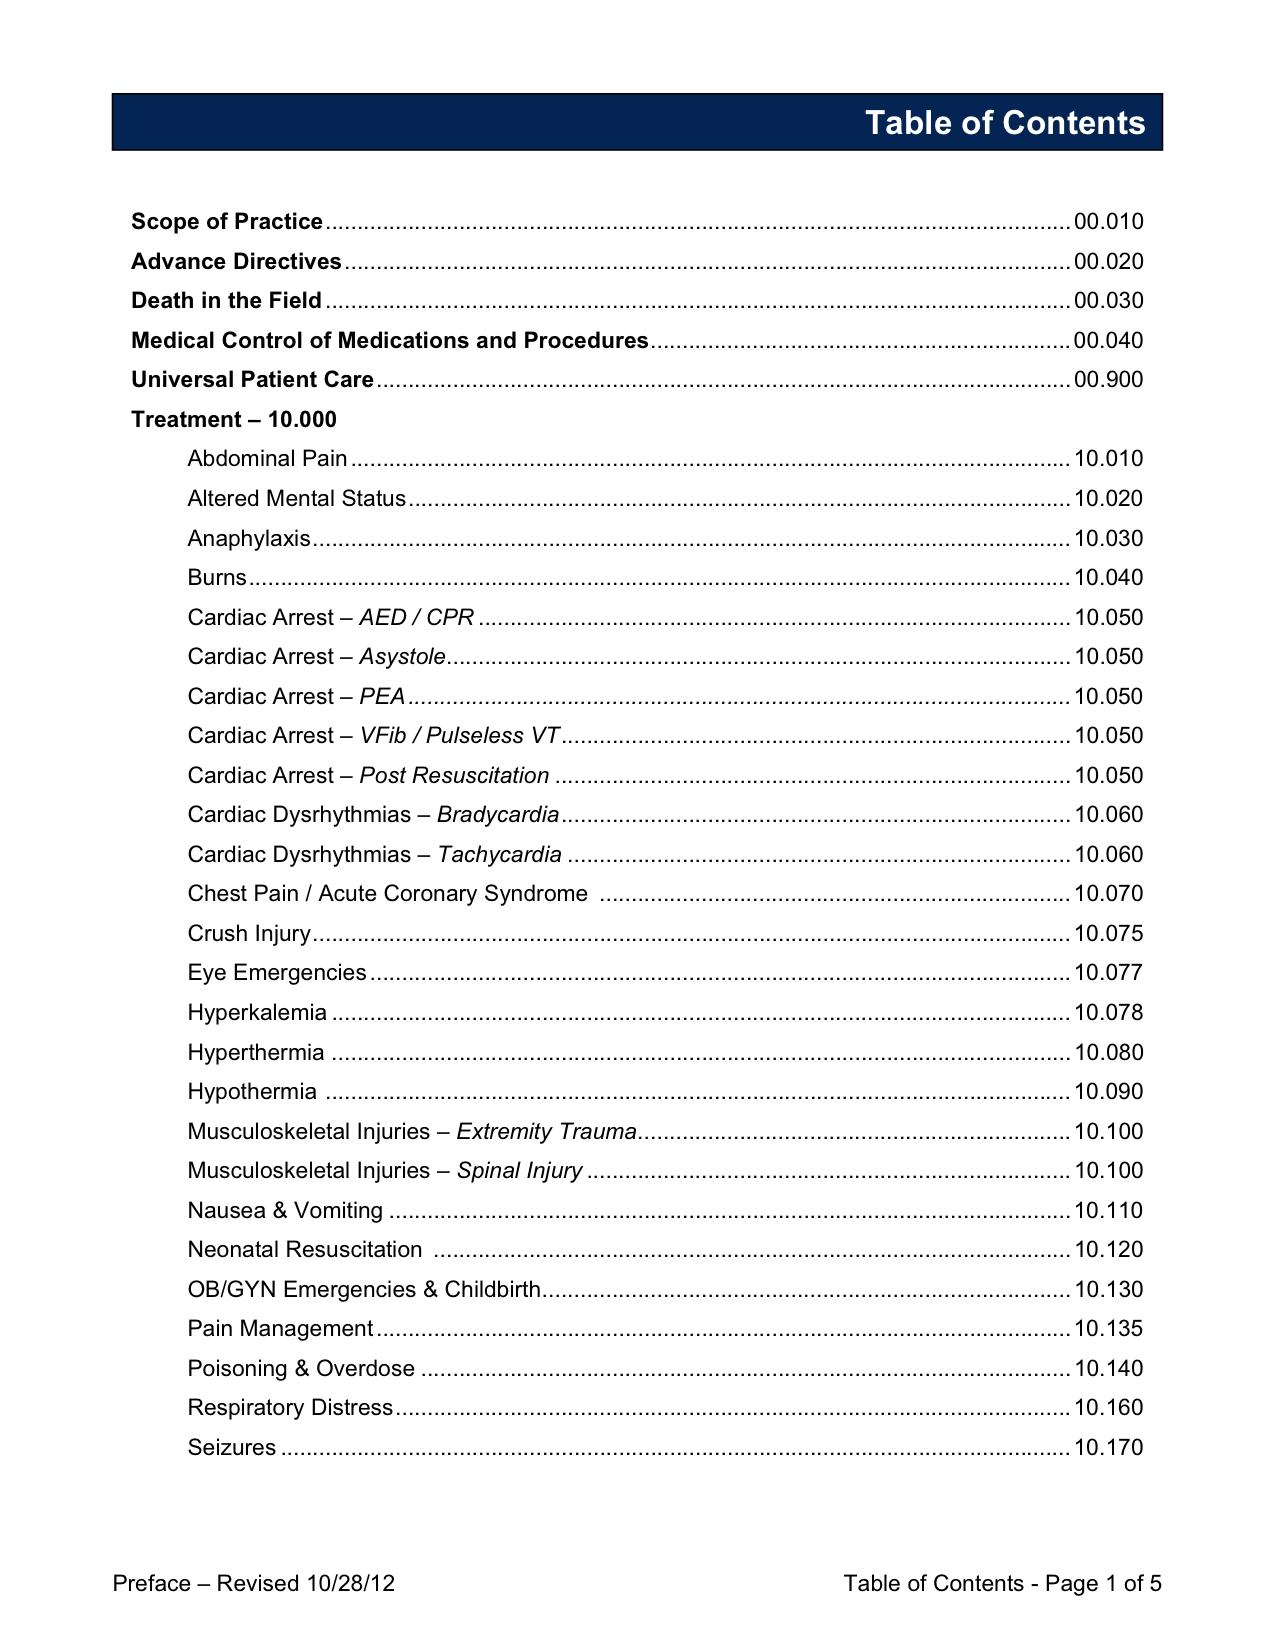 Table of Contents
Scope of Practice 00.010
Advance Directives 00.020
Death in the Field 00.030
Medical Control of Medications and Procedures 00.040
Universal Patient Care 00.900
Treatment – 10.000
Abdominal Pain 10.010
Altered Mental Status 10.020
Anaphylaxis 10.030
Burns 10.040
Cardiac Arrest – AED / CPR 10.050
Cardiac Arrest – Asystole 10.050
Cardiac Arrest – PEA 10.050
Cardiac Arrest – VFib / Pulseless VT 10.050
Cardiac Arrest – Post Resuscitation 10.050
Cardiac Dysrhythmias – Bradycardia 10.060
Cardiac Dysrhythmias – Tachycardia 10.060
Chest Pain / Acute Coronary Syndrome 10.070
Crush Injury 10.075
Eye Emergencies 10.077
Hyperkalemia 10.078
Hyperthermia 10.080
Hypothermia 10.090
Musculoskeletal Injuries – Extremity Trauma 10.100
Musculoskeletal Injuries – Spinal Injury 10.100
Nausea & Vomiting 10.110
Neonatal Resuscitation 10.120
OB/GYN Emergencies & Childbirth 10.130
Pain Management 10.135
Poisoning & Overdose 10.140
Respiratory Distress 10.160
Seizures 10.170
Preface – Revised 10/28/12 Table of Contents - Page 1 of 5